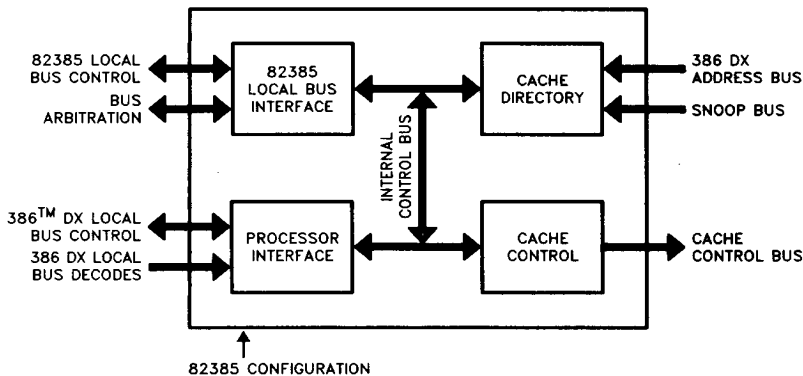 82385 LOCAL
BUS CONTROL
BUS
ARBITRATION
82385
LOCAL BUS
INTERFACE
CACHE
DIRECTORY
386 DX
ADDRESS BUS
SNOOP BUS
INTERNAL
CONTROL BUS
386™ DX LOCAL
BUS CONTROL
386 DX LOCAL
BUS DECODES
PROCESSOR
INTERFACE
CACHE
CONTROL
CACHE
CONTROL BUS
82385 CONFIGURATION